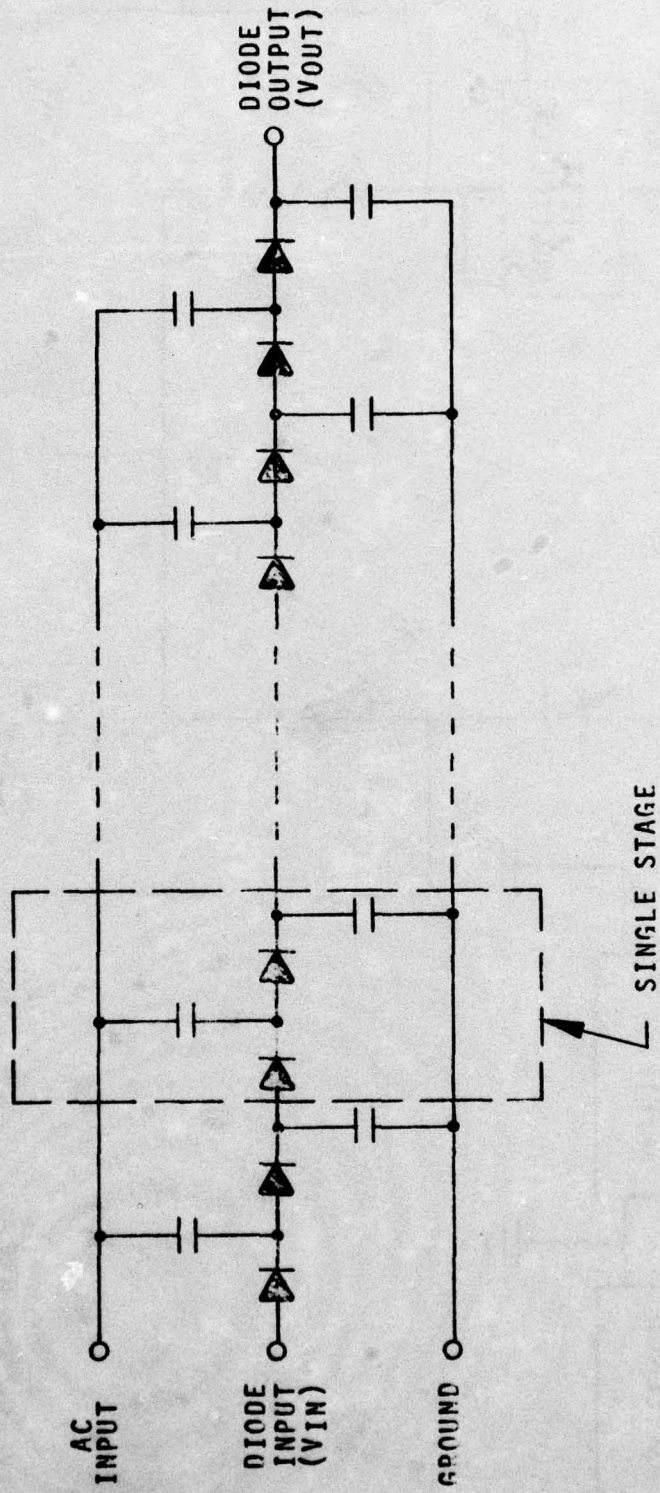 AC
INPUT
DIODE
INPUT
(VIN)
GROUND
SINGLE STAGE
DIODE
OUTPUT
(VOUT)